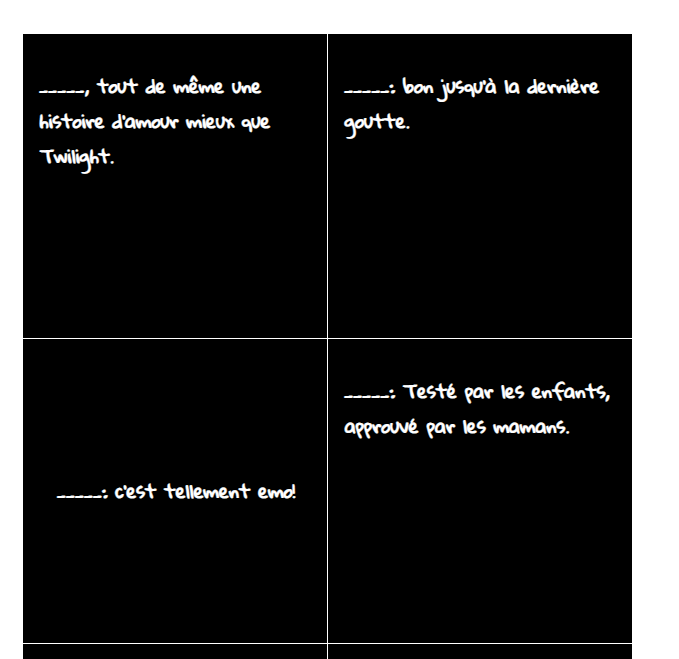 _____, tout de même une
histoire d'amour mieux que
Twilight.
_____: bon jusqu'à la dernière
goutte.
_____: c'est tellement emo!
_____: Testé par les enfants,
approuvé par les mamans.